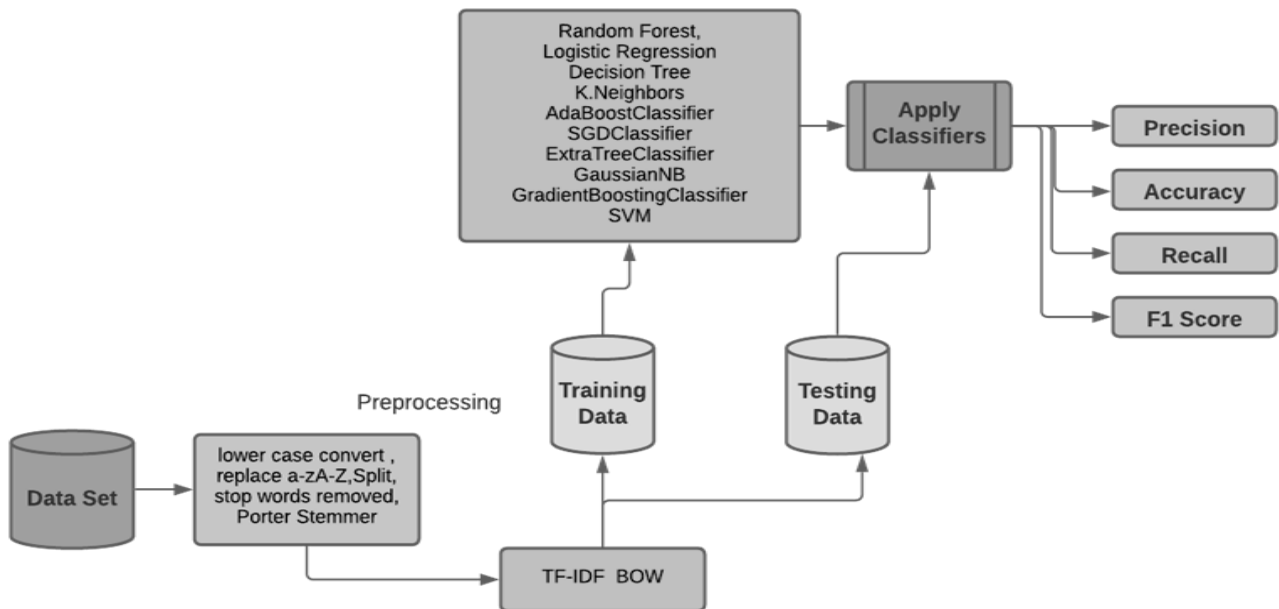 Random Forest,
Logistic Regression
Decision Tree
K.Neighbors
AdaBoostClassifier
SGDClassifier
ExtraTreeClassifier
GaussianNB
GradientBoostingClassifier
SVM
Apply
Classifiers
Precision
Accuracy
Recall
F1 Score
Training
Data
Testing
Data
Preprocessing
Data Set
lower case convert ,
replace a-zA-Z,Split,
stop words removed,
Porter Stemmer
TF-IDF BOW